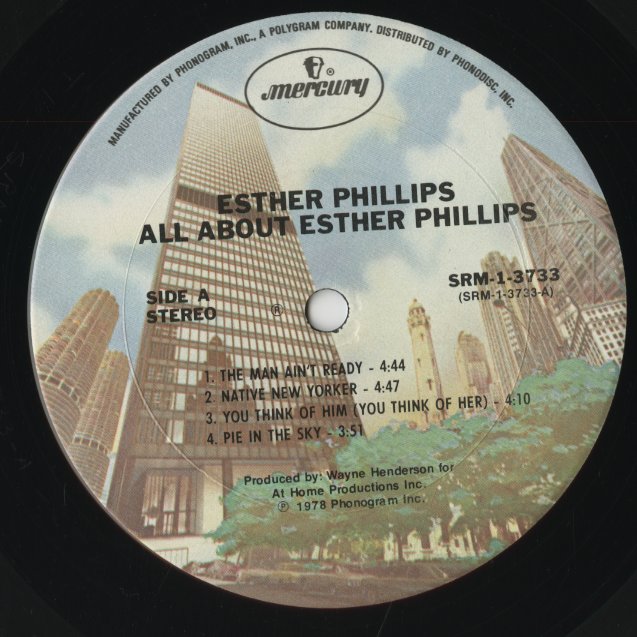 MANUFACTURED BY PHONOGRAM, INC., A POLYGRAM COMPANY. DISTRIBUTED BY PHONODISC, INC.
mercury
®
ESTHER PHILLIPS
ALL ABOUT ESTHER PHILLIPS
SIDE A
STEREO
®
SRM-1-3733
(SRM-1-3733-A)
1. THE MAN AIN'T READY - 4:44
2. NATIVE NEW YORKER - 4:47
3. YOU THINK OF HIM (YOU THINK OF HER) - 4:10
4. PIE IN THE SKY - 3:51
Produced by: Wayne Henderson for
At Home Productions Inc.
℗ 1978 Phonogram Inc.